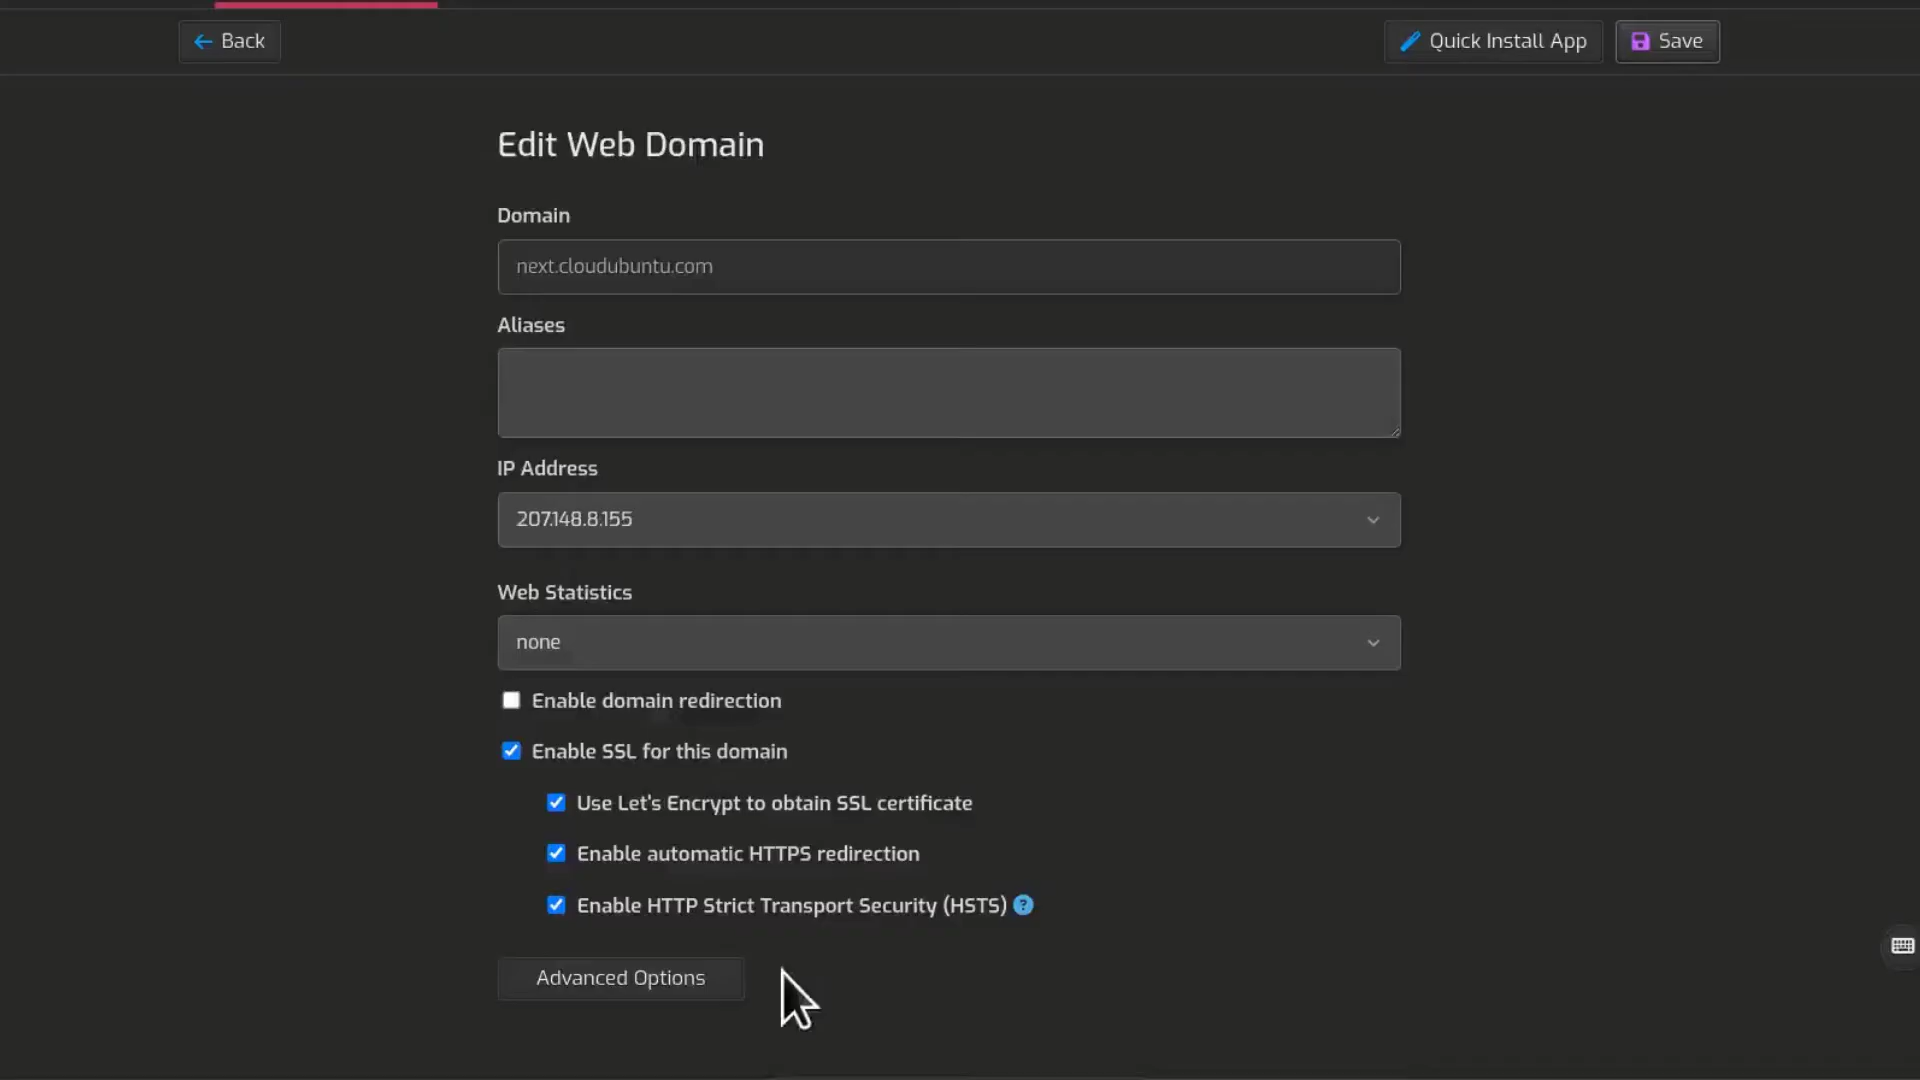 Back
Quick Install App
Save
Edit Web Domain
Domain
next.cloudubuntu.com
Aliases
IP Address
207.148.8.155
Web Statistics
none
Enable domain redirection
Enable SSL for this domain
Use Let's Encrypt to obtain SSL certificate
Enable automatic HTTPS redirection
Enable HTTP Strict Transport Security (HSTS) ?
Advanced Options